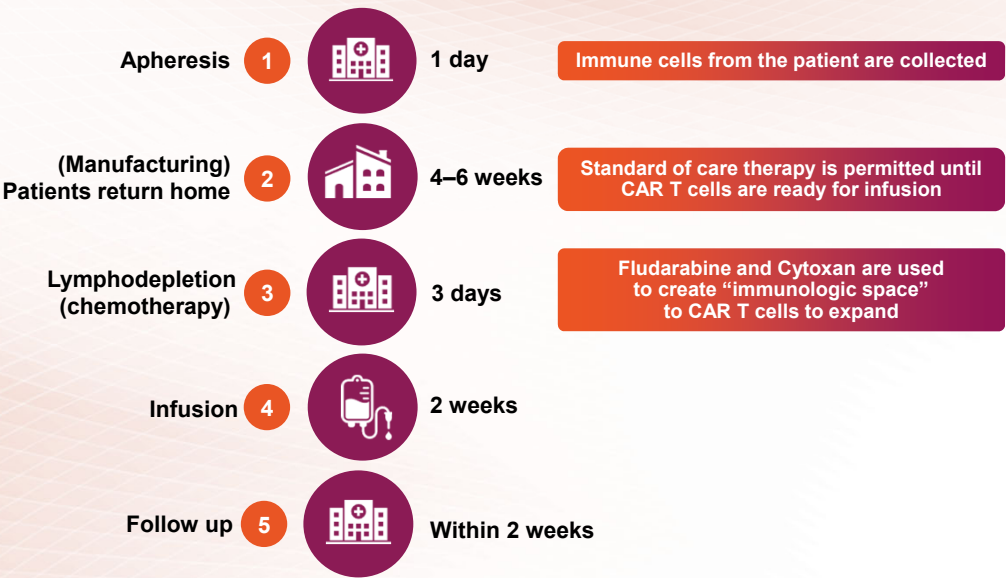 Apheresis
1
1 day
Immune cells from the patient are collected
(Manufacturing)
Patients return home
2
4–6 weeks
Standard of care therapy is permitted until
CAR T cells are ready for infusion
Lymphodepletion
(chemotherapy)
3
3 days
Fludarabine and Cytoxan are used
to create “immunologic space”
to CAR T cells to expand
Infusion
4
2 weeks
Follow up
5
Within 2 weeks